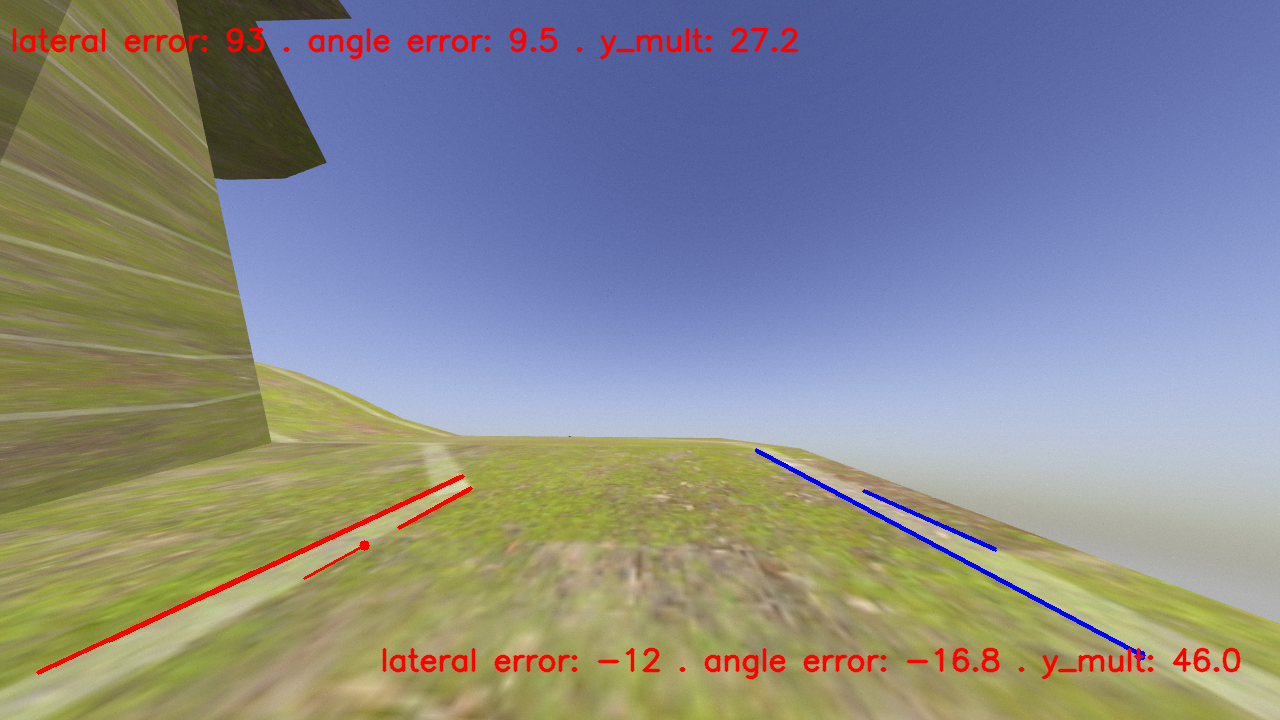 lateral error: 93 . angle error: 9.5 . y_mult: 27.2
lateral error: -12 . angle error: -16.8 . y_mult: 46.0